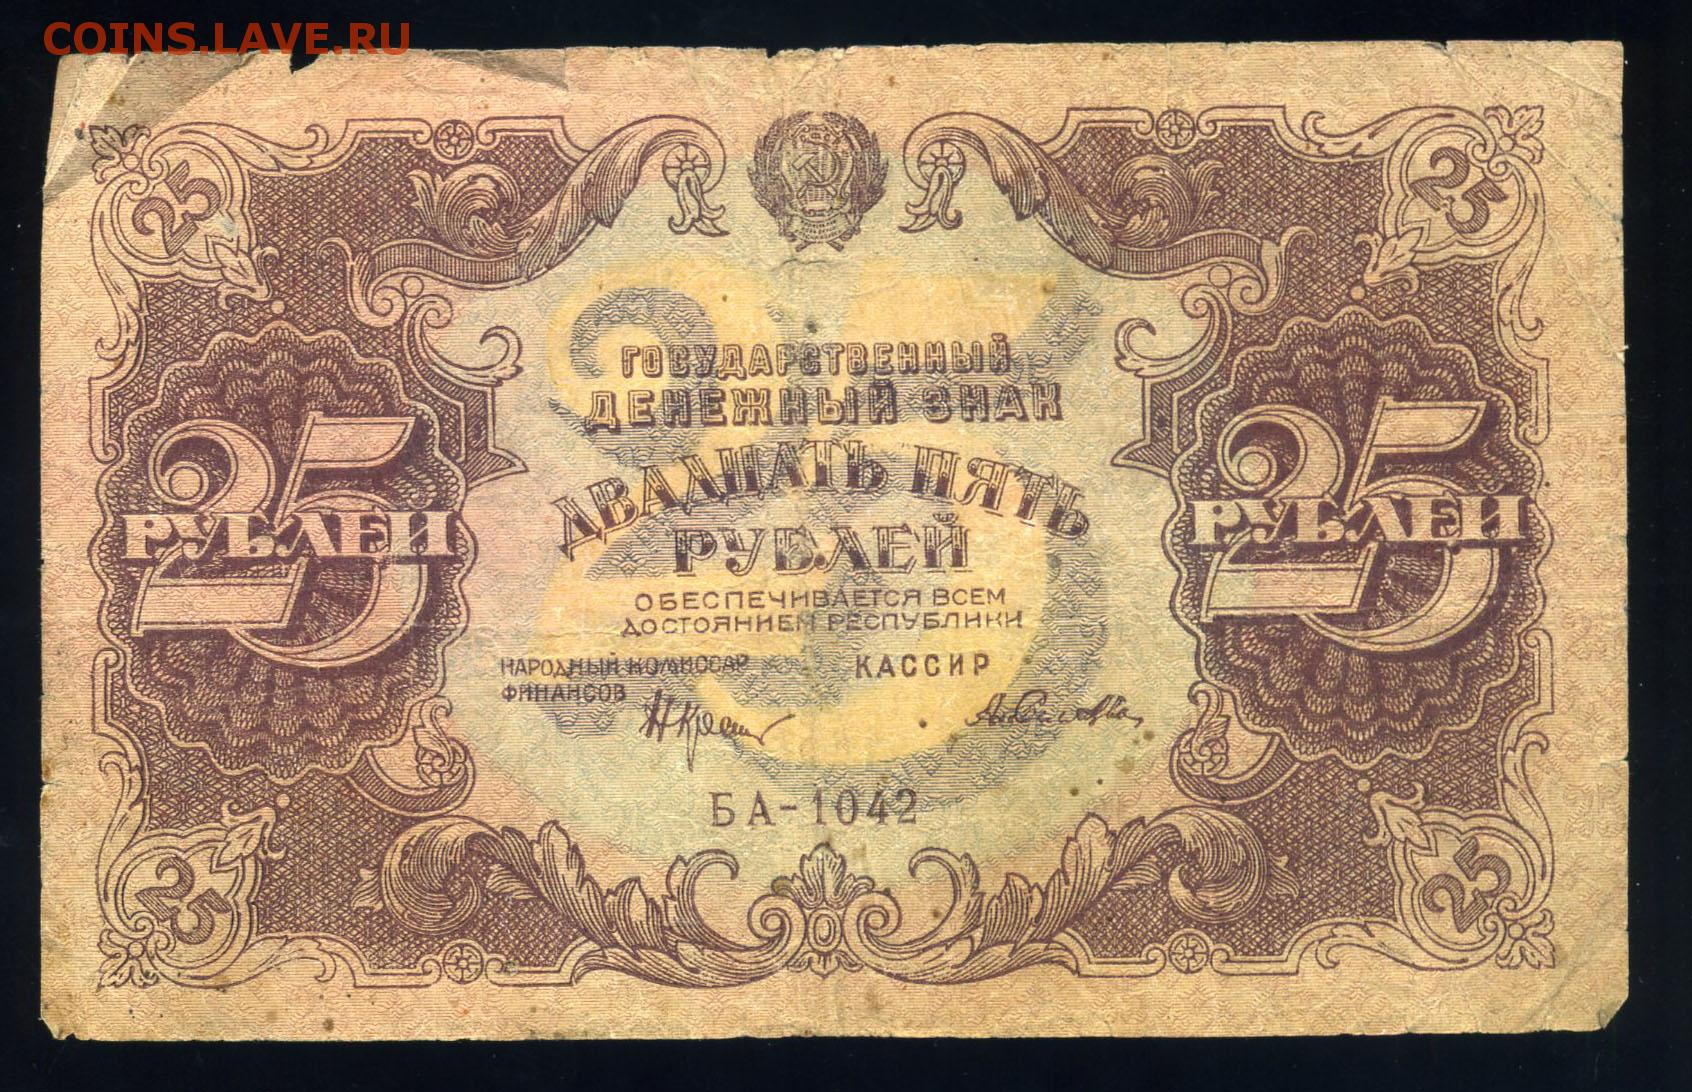 COINS.LAVE.RU
25
25
ГОСУДАРСТВЕННЫЙ
ДЕНЕЖНЫЙ ЗНАК
ДВАДЦАТЬ ПЯТЬ
РУБЛЕЙ
25
РУБЛЕЙ
25
РУБЛЕЙ
ОБЕСПЕЧИВАЕТСЯ ВСЕМ
ДОСТОЯНИЕМ РЕСПУБЛИКИ
НАРОДНЫЙ КОМИССАР
ФИНАНСОВ
КАССИР
БА-1042
25
25
25